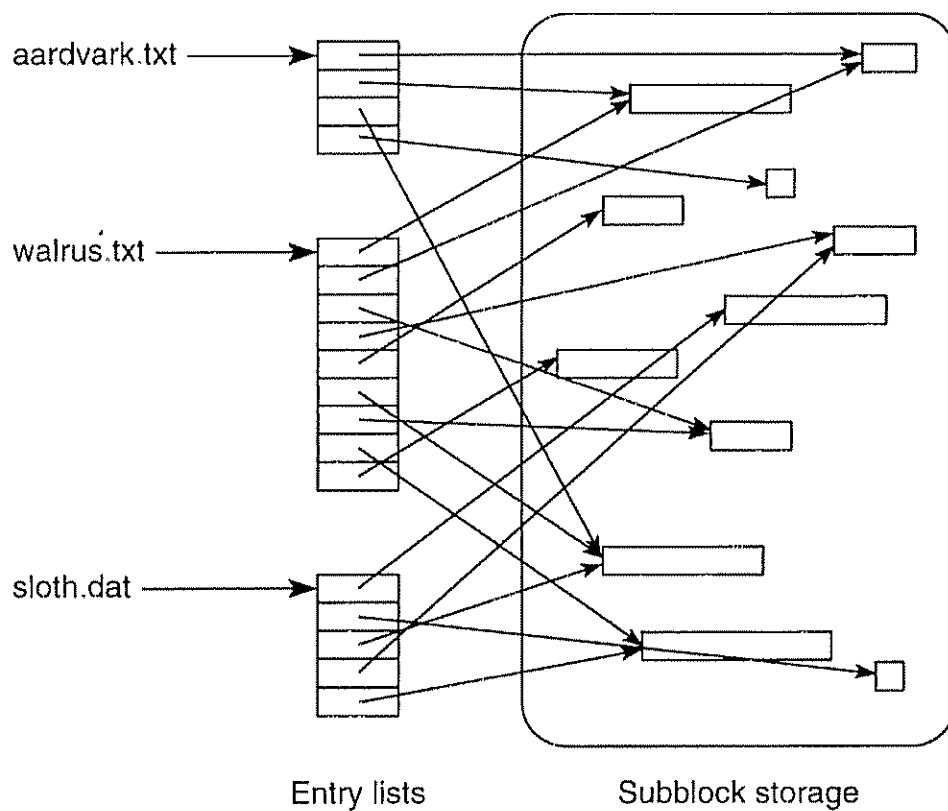 aardvark.txt
walrus.txt
sloth.dat
Entry lists
Subblock storage